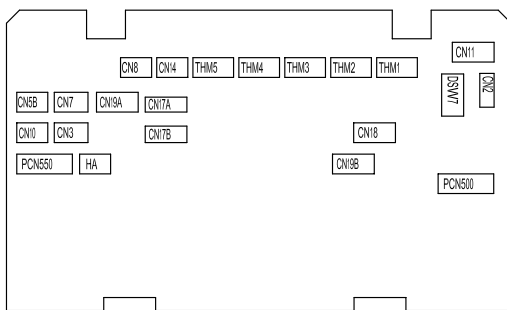 CN11
CN8
CN14
THM5
THM4
THM3
THM2
THM1
DSW7
CN2
CN5B
CN7
CN19A
CN17A
CN10
CN3
CN17B
CN18
PCN550
HA
CN19B
PCN500